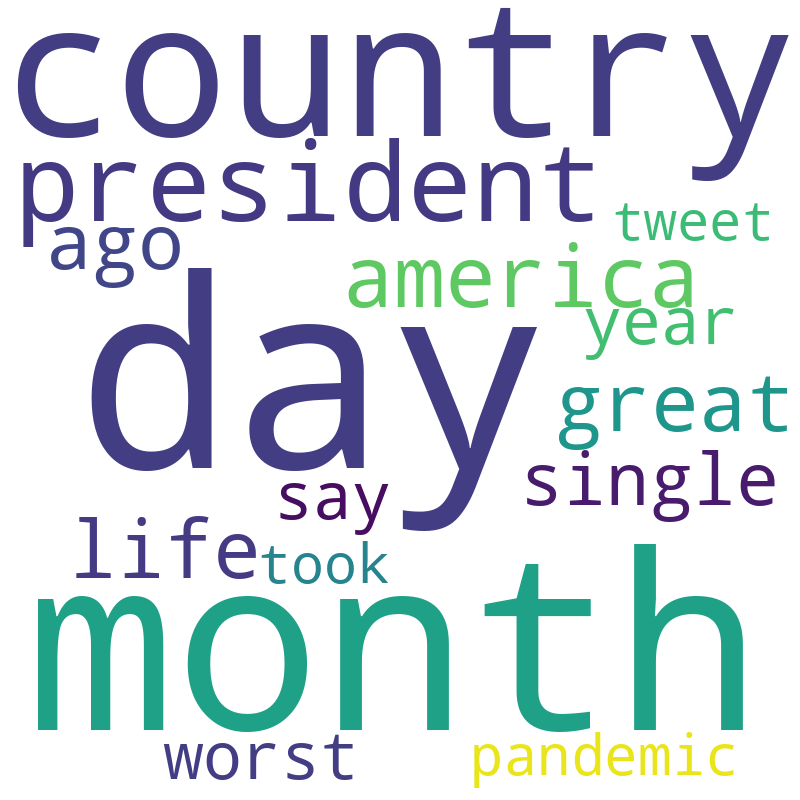 country
president
tweet
ago
america
year
day
great
single
say
life
took
month
worst
pandemic